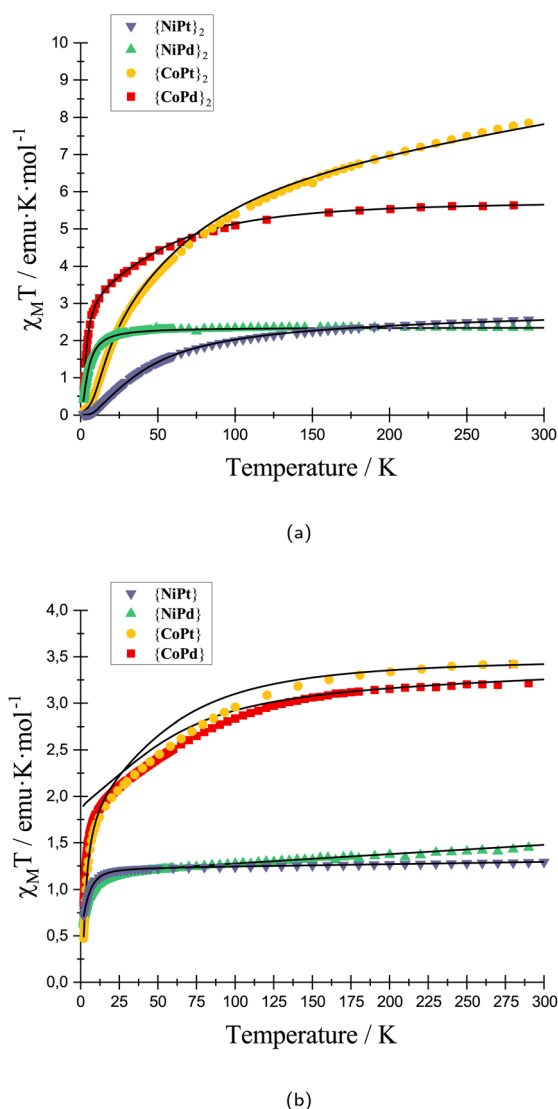 {NiPt}₂
{NiPd}₂
{CoPt}₂
{CoPd}₂
10
9
8
7
6
5
4
3
2
1
0
χ_M T / emu·K·mol⁻¹
0 50 100 150 200 250 300
Temperature / K
(a)
{NiPt}
{NiPd}
{CoPt}
{CoPd}
4,0
3,5
3,0
2,5
2,0
1,5
1,0
0,5
0,0
χ_M T / emu·K·mol⁻¹
0 25 50 75 100 125 150 175 200 225 250 275 300
Temperature / K
(b)